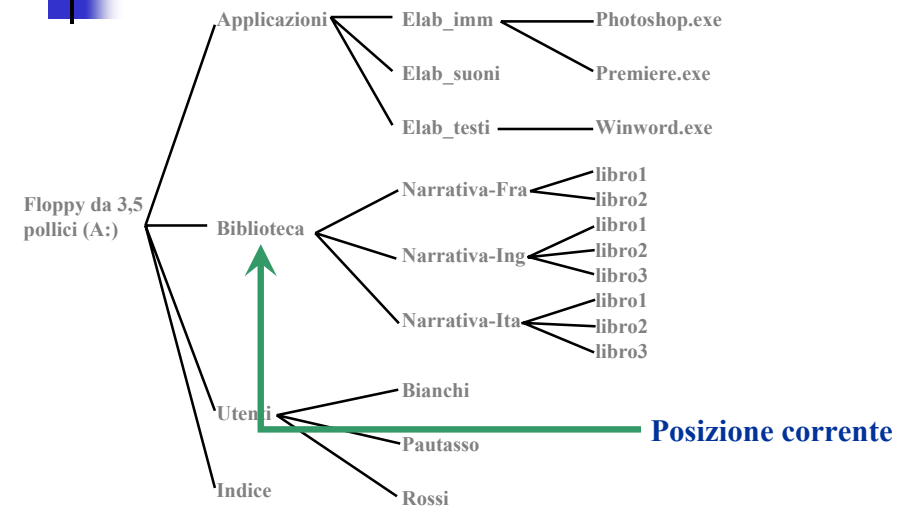 Applicazioni
Elab_imm
Photoshop.exe
Premiere.exe
Elab_suoni
Elab_testi
Winword.exe
Floppy da 3,5
pollici (A:)
Biblioteca
Narrativa-Fra
libro1
libro2
Narrativa-Ing
libro1
libro2
libro3
Narrativa-Ita
libro1
libro2
libro3
Utenti
Bianchi
Pautasso
Rossi
Indice
Posizione corrente